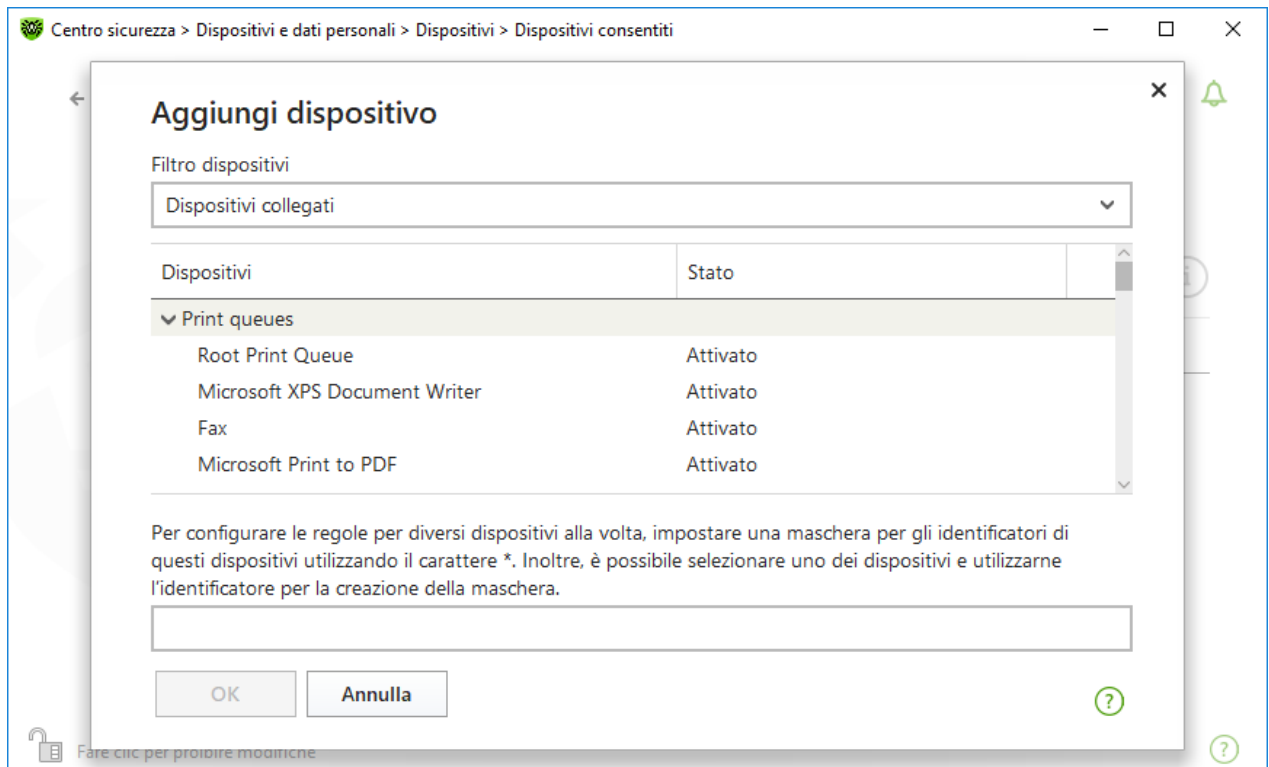 Centro sicurezza > Dispositivi e dati personali > Dispositivi > Dispositivi consentiti
Aggiungi dispositivo
Filtro dispositivi
Dispositivi collegati
Dispositivi Stato
Print queues
Root Print Queue Attivato
Microsoft XPS Document Writer Attivato
Fax Attivato
Microsoft Print to PDF Attivato
Per configurare le regole per diversi dispositivi alla volta, impostare una maschera per gli identificatori di
questi dispositivi utilizzando il carattere *. Inoltre, è possibile selezionare uno dei dispositivi e utilizzarne
l'identificatore per la creazione della maschera.
OK Annulla
Fare clic per proibire modifiche